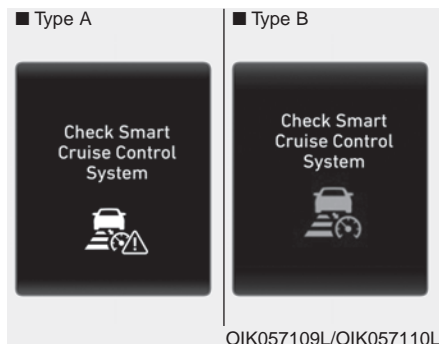 ■ Type A
■ Type B
Check Smart
Cruise Control
System
Check Smart
Cruise Control
System
OIK057109L/OIK057110L